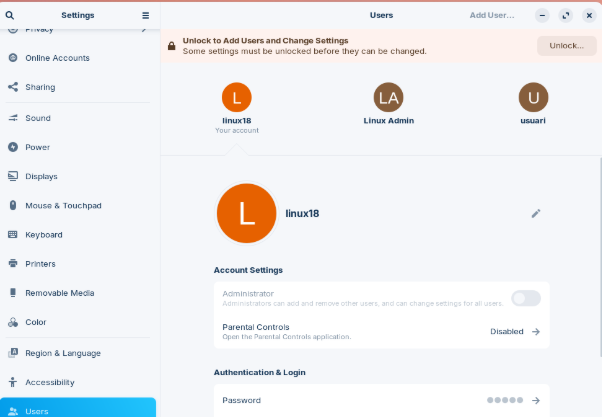 Settings
Privacy
Online Accounts
Sharing
Sound
Power
Displays
Mouse & Touchpad
Keyboard
Printers
Removable Media
Color
Region & Language
Accessibility
Users
Users
Add User...
Unlock to Add Users and Change Settings
Some settings must be unlocked before they can be changed.
Unlock...
L
LA
U
linux18
Linux Admin
usuari
Your account
L
linux18
Account Settings
Administrator
Administrators can add and remove other users, and can change settings for all users.
Parental Controls
Disabled
Open the Parental Controls application.
Authentication & Login
Password